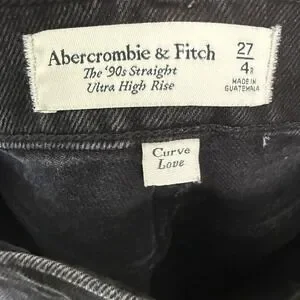 Abercrombie & Fitch
The '90s Straight
Ultra High Rise
27
4R
MADE IN
GUATEMALA
Curve
Love